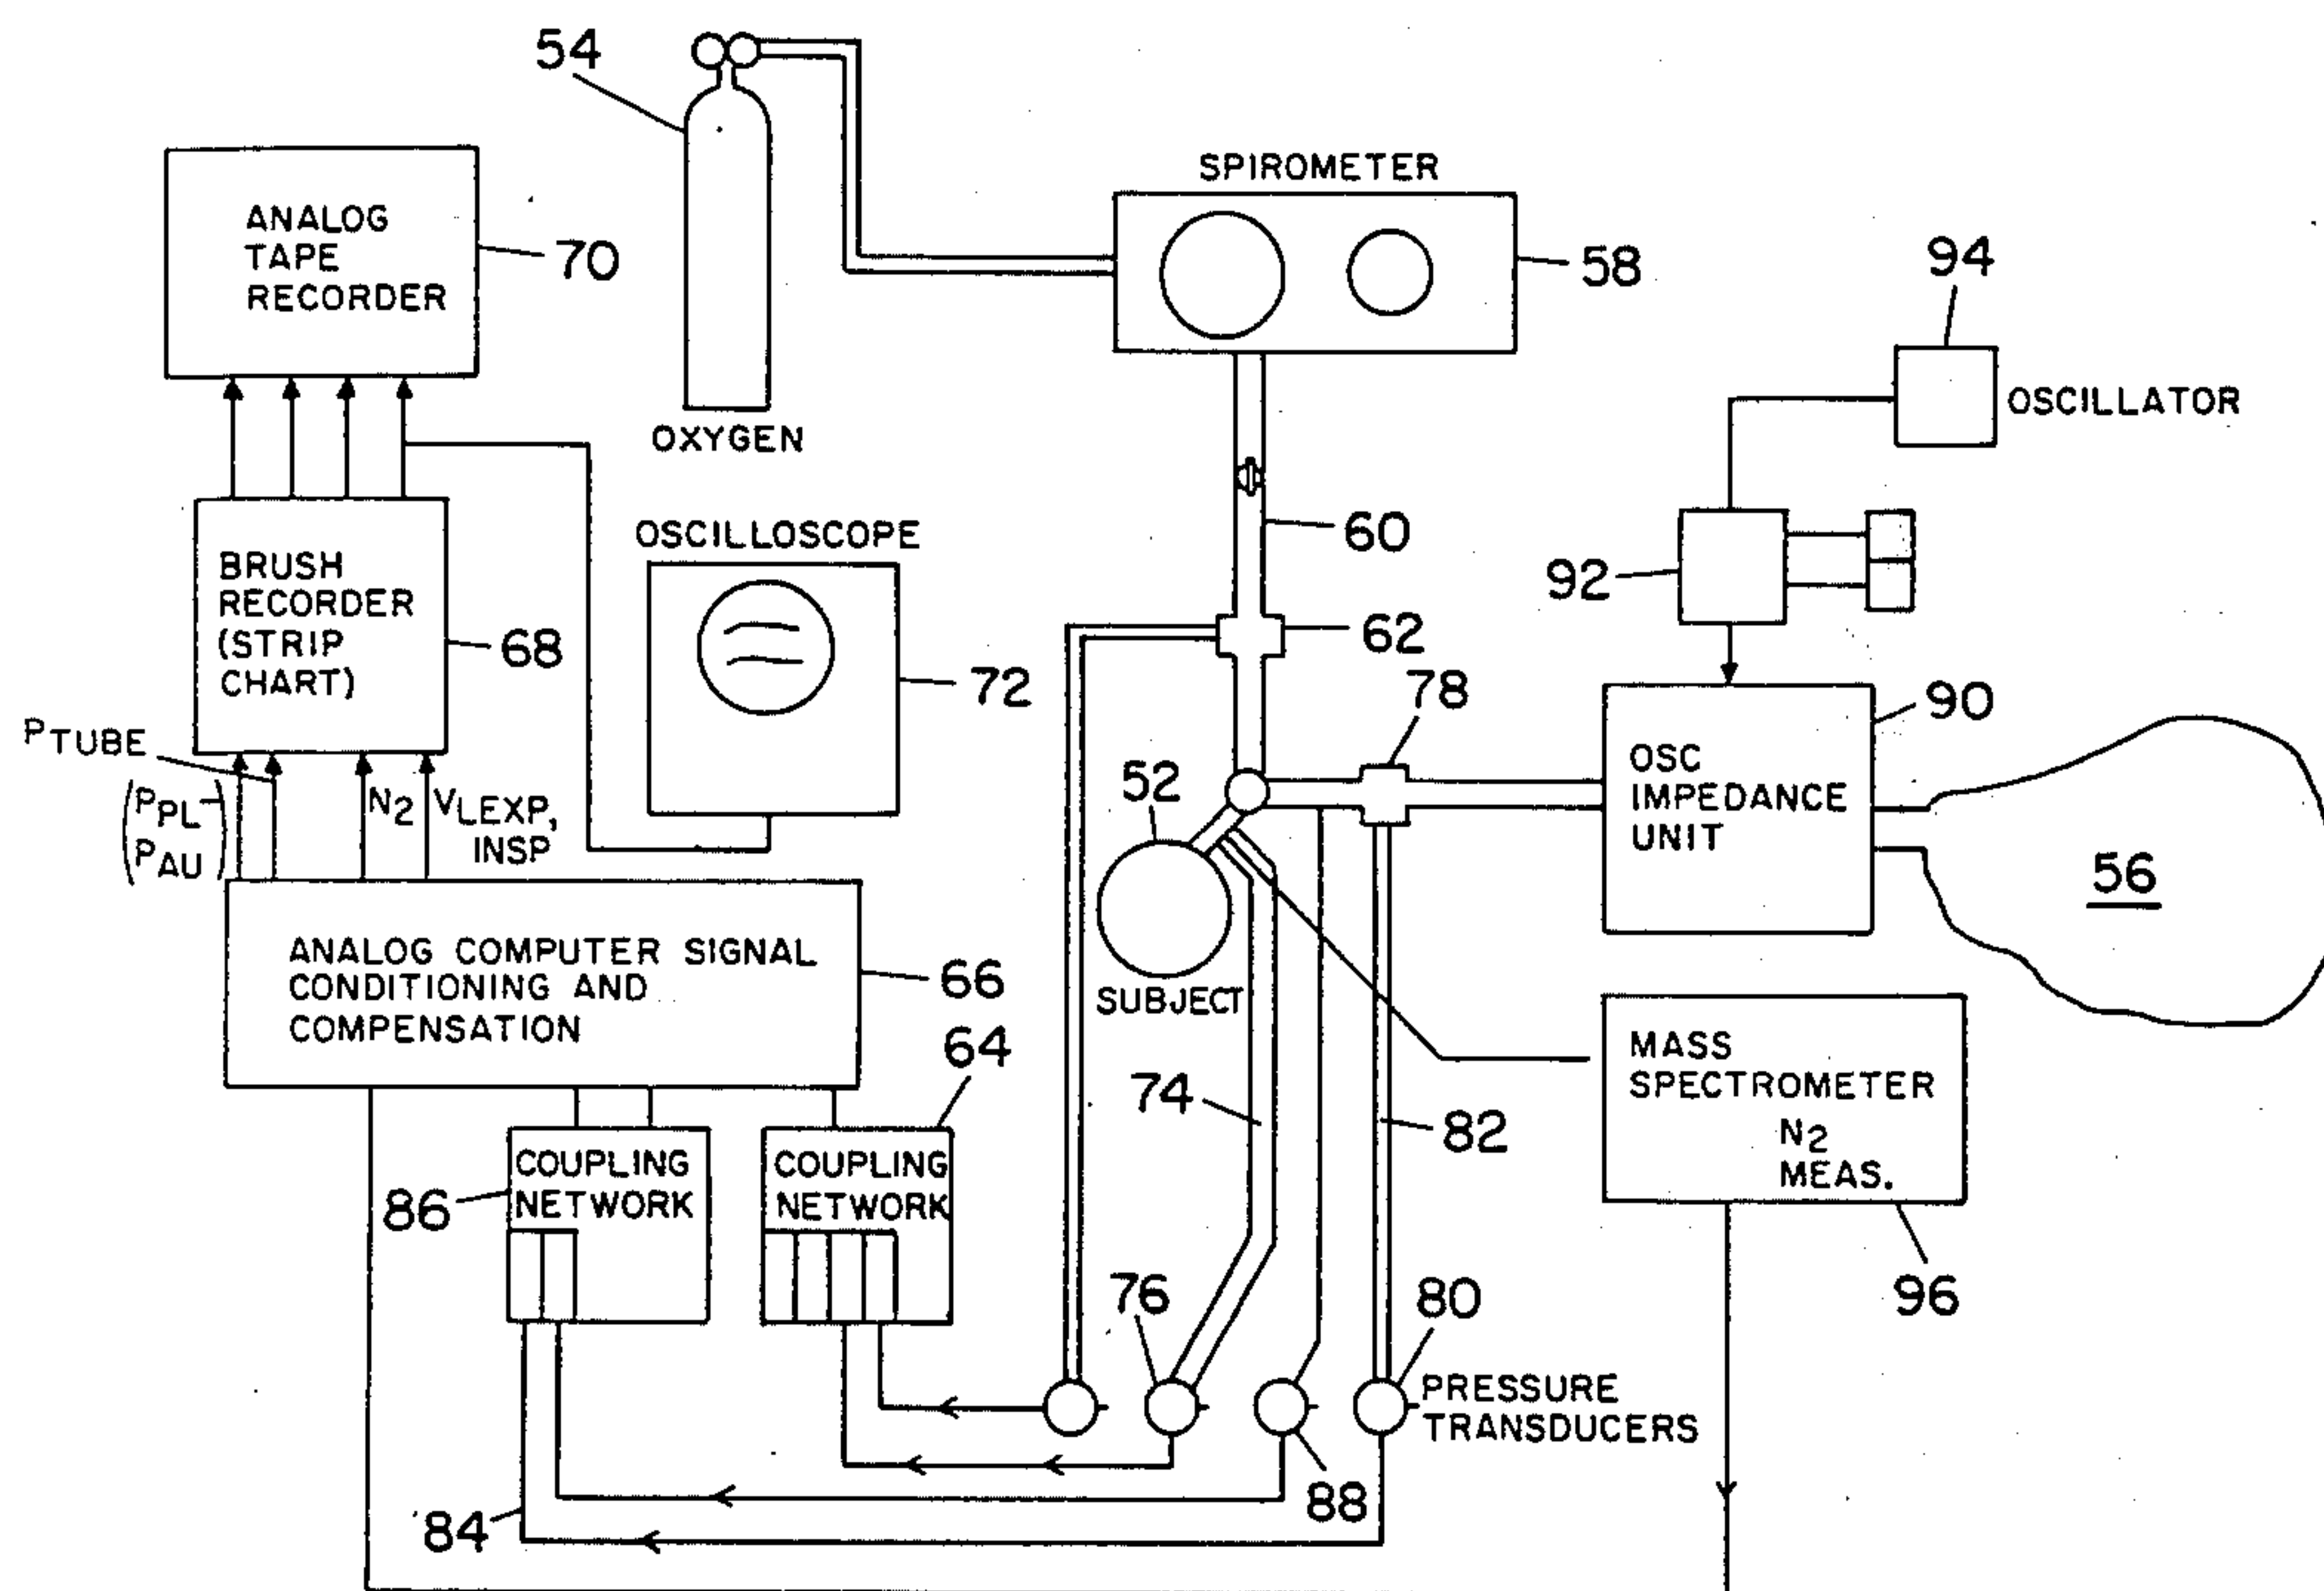 54
SPIROMETER
ANALOG
TAPE
RECORDER
70
58
94
OXYGEN
OSCILLATOR
OSCILLOSCOPE
60
BRUSH
RECORDER
(STRIP
CHART)
68
92
62
72
78
90
PTUBE
(PPL-
PAU)
N2
VLEXP,
INSP
52
OSC
IMPEDANCE
UNIT
56
ANALOG COMPUTER SIGNAL
CONDITIONING AND
COMPENSATION
66
SUBJECT
64
MASS
SPECTROMETER
N2
MEAS.
74
82
COUPLING
NETWORK
86
COUPLING
NETWORK
76
80
96
PRESSURE
TRANSDUCERS
84
88